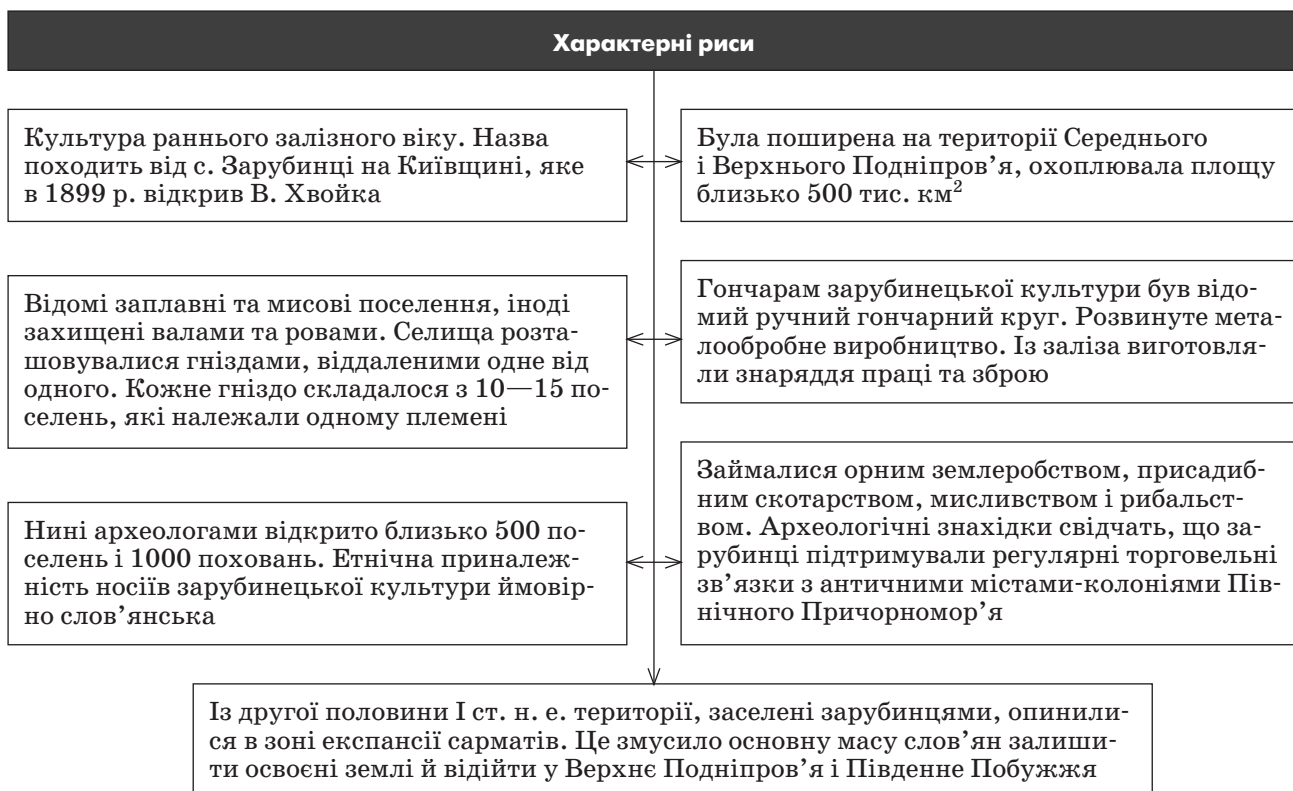 Характерні риси
Культура раннього залізного віку. Назва
походить від с. Зарубинці на Київщині, яке
в 1899 р. відкрив В. Хвойка
Була поширена на території Середнього
і Верхнього Подніпров’я, охоплювала площу
близько 500 тис. км²
Відомі заплавні та мисові поселення, іноді
захищені валами та ровами. Селища розта-
шовувалися гніздами, віддаленими одне від
одного. Кожне гніздо складалося з 10—15 по-
селень, які належали одному племені
Гончарам зарубинецької культури був відо-
мий ручний гончарний круг. Розвинуте мета-
лообробне виробництво. Із заліза виготовля-
ли знаряддя праці та зброю
Нині археологами відкрито близько 500 по-
селень і 1000 поховань. Етнічна приналеж-
ність носіїв зарубинецької культури ймовір-
но слов’янська
Займалися орним землеробством, присадиб-
ним скотарством, мисливством і рибальст-
вом. Археологічні знахідки свідчать, що за-
рубинці підтримували регулярні торговельні
зв’язки з античними містами-колоніями Пів-
нічного Причорномор’я
Із другої половини І ст. н. е. території, заселені зарубинцями, опинили-
ся в зоні експансії сарматів. Це змусило основну масу слов’ян залиши-
ти освоєні землі й відійти у Верхнє Подніпров’я і Південне Побужжя